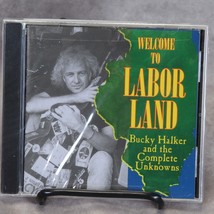 WELCOME
TO
LABOR
LAND
Bucky Halker
and the
Complete
Unknowns